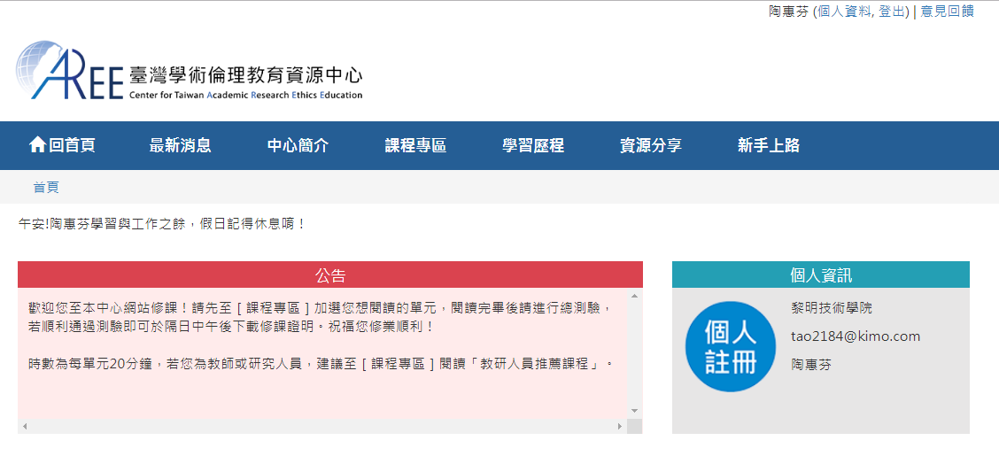 陶惠芬 (個人資料, 登出) | 意見回饋
AREE 臺灣學術倫理教育資源中心
Center for Taiwan Academic Research Ethics Education
回首頁 最新消息 中心簡介 課程專區 學習歷程 資源分享 新手上路
首頁
午安!陶惠芬學習與工作之餘，假日記得休息唷！
公告
歡迎您至本中心網站修課！請先至 [ 課程專區 ] 加選您想閱讀的單元，閱讀完畢後請進行總測驗，
若順利通過測驗即可於隔日中午後下載修課證明。祝福您修業順利！
時數為每單元20分鐘，若您為教師或研究人員，建議至 [ 課程專區 ] 閱讀「教研人員推薦課程」。
個人資訊
個人
註冊
黎明技術學院
tao2184@kimo.com
陶惠芬